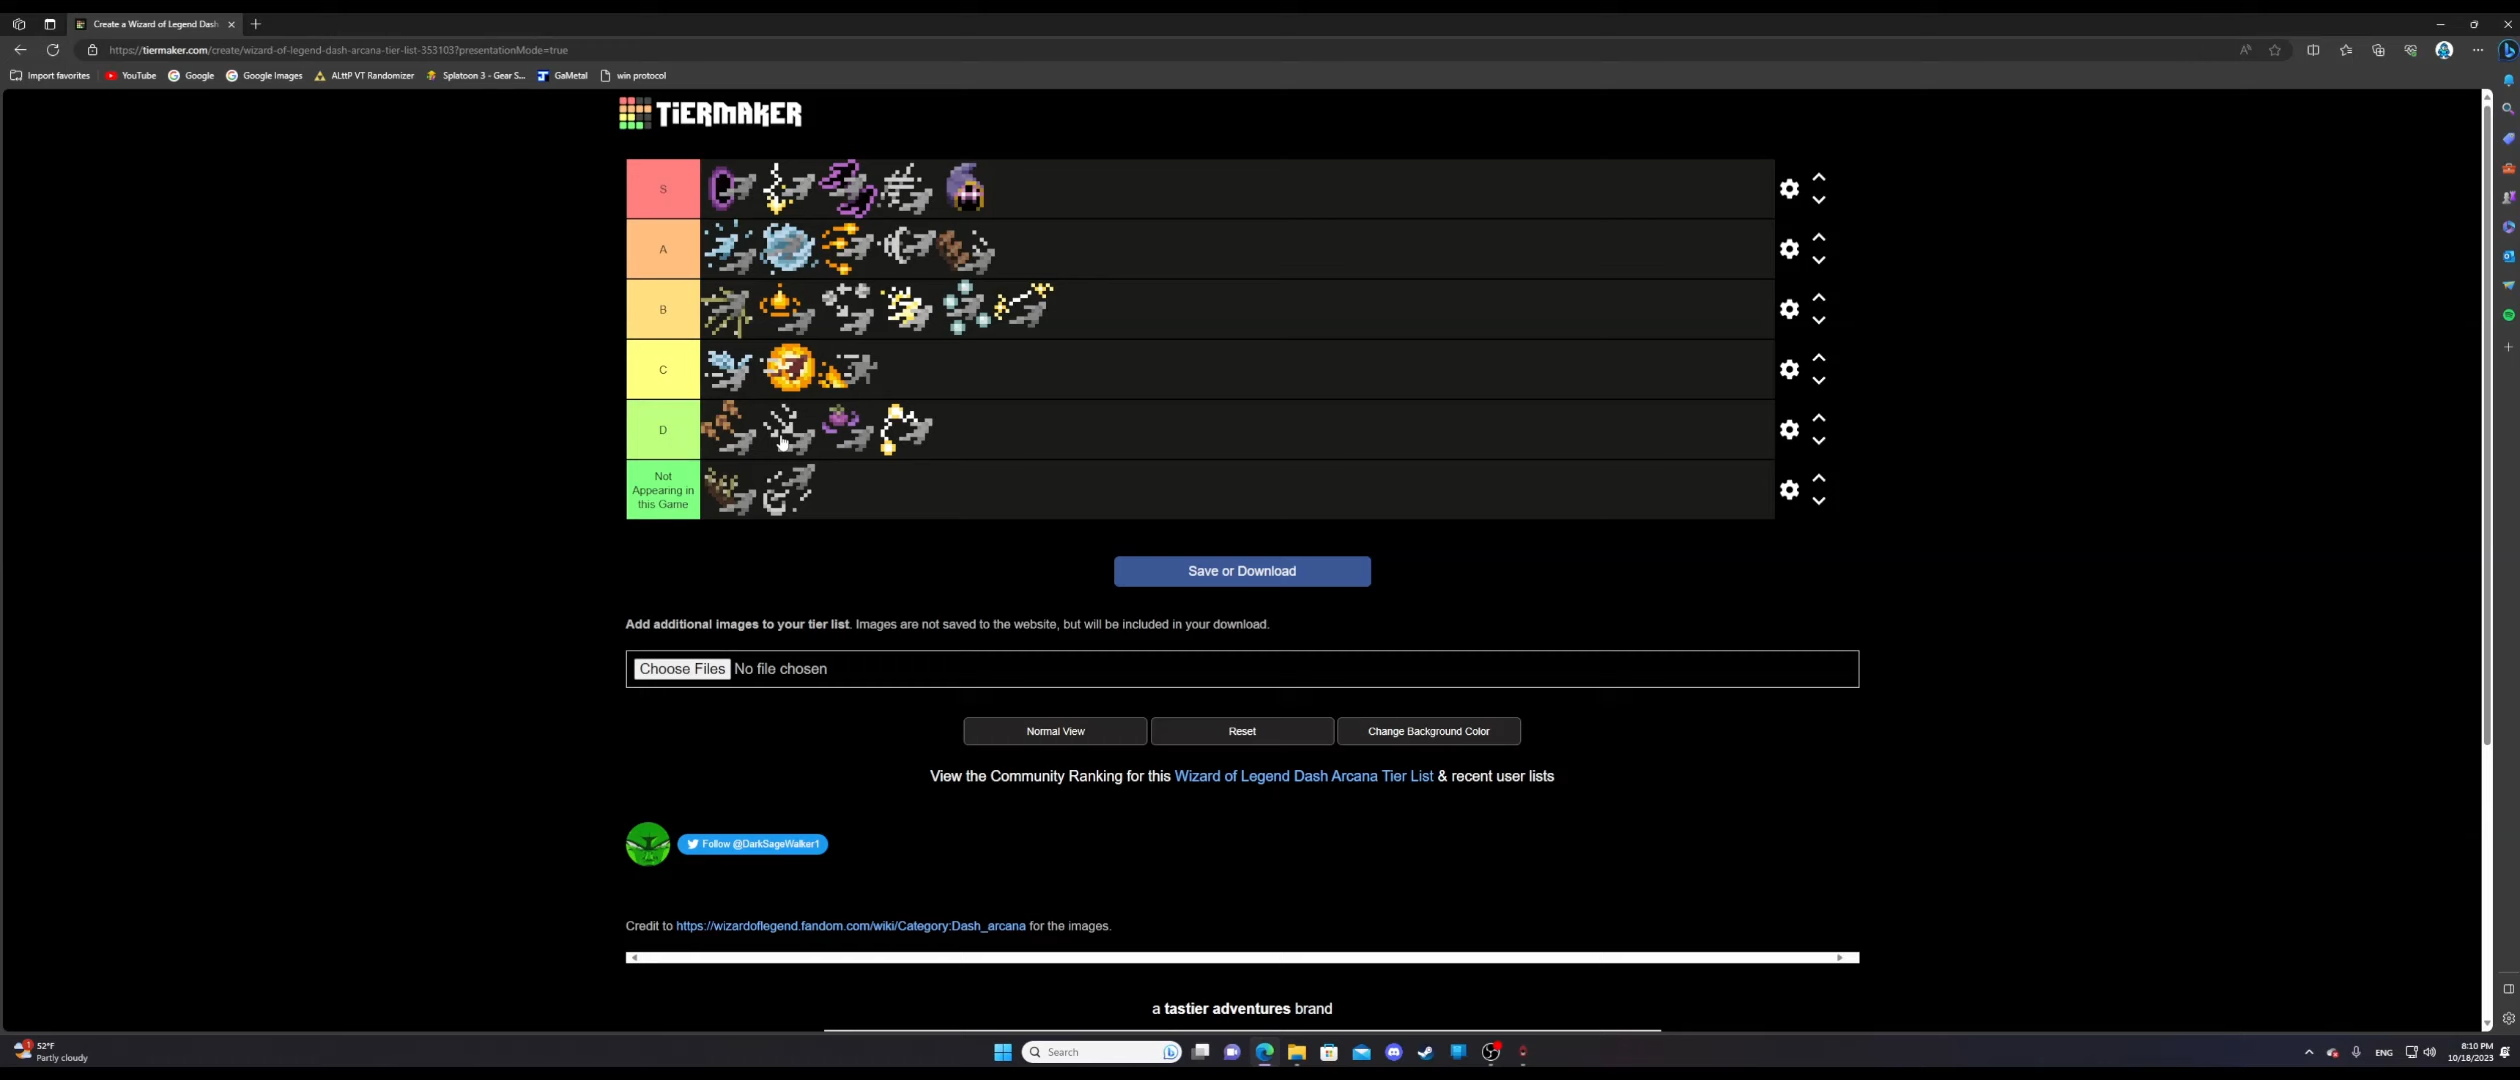 Create a Wizard of Legend Dash
https://tiermaker.com/create/wizard-of-legend-dash-arcana-tier-list-353103?presentationMode=true
Import favorites YouTube Google Google Images ALttP VT Randomizer Splatoon 3 - Gear S... GaMetal win protocol
TiERMAKER
S
A
B
C
D
Not
Appearing in
this Game
Save or Download
Add additional images to your tier list. Images are not saved to the website, but will be included in your download.
Choose Files No file chosen
Normal View Reset Change Background Color
View the Community Ranking for this Wizard of Legend Dash Arcana Tier List & recent user lists
Follow @DarkSageWalker1
Credit to https://wizardoflegend.fandom.com/wiki/Category:Dash_arcana for the images.
a tastier adventures brand
1 52°F
Partly cloudy
Search
ENG
8:10 PM
10/18/2023